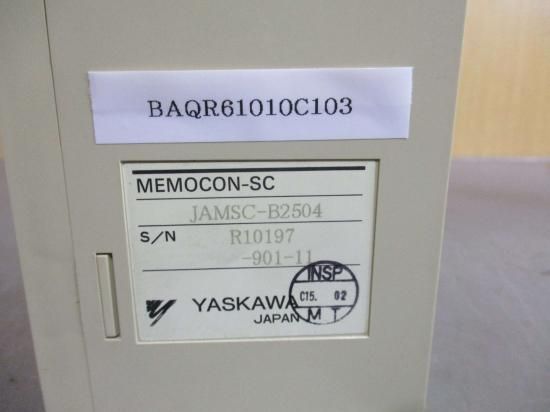 BAQR61010C103
MEMOCON-SC
JAMSC-B2504
S/N R10197
-901-11
INSP
C15. 02
M T
YASKAWA
JAPAN